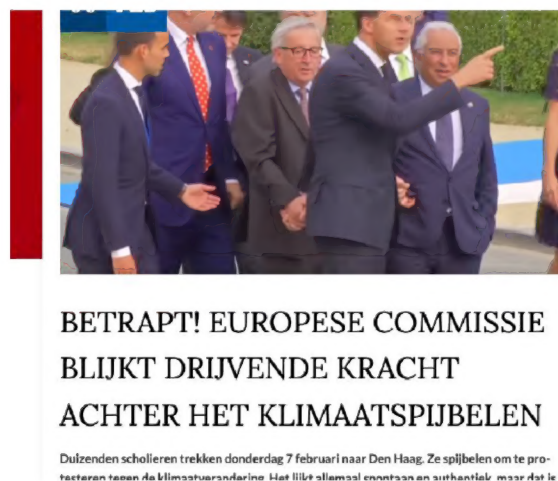 BETRAPT! EUROPESE COMMISSIE
BLIJKT DRIJVENDE KRACHT
ACHTER HET KLIMAATSPIJBELEN
Duizenden scholieren trekken donderdag 7 februari naar Den Haag. Ze spijbelen om te pro-
testeren tegen de klimaatverandering. Het lijkt allemaal spontaan en authentiek, maar dat is